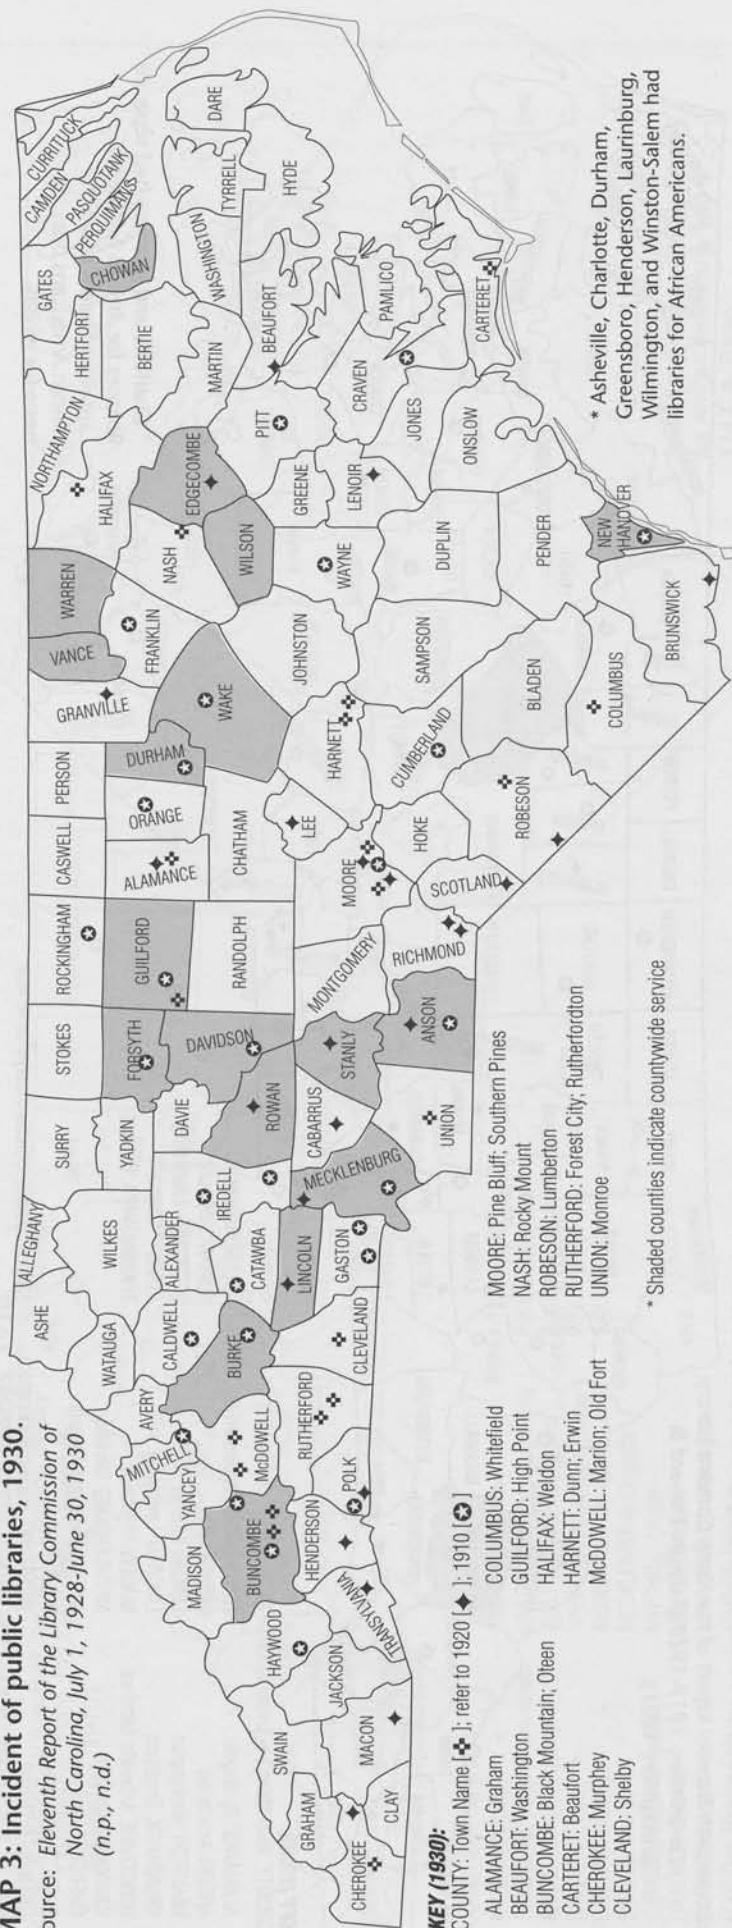 MAP 3: Incident of public libraries, 1930.
ource: Eleventh Report of the Library Commission of
North Carolina, July 1, 1928-June 30, 1930
(n.p., n.d.)
CHEROKEE
GRAHAM
CLAY
SWAIN
MACON
JACKSON
HAYWOOD
TRANSYLVANIA
MADISON
BUNCOMBE
HENDERSON
YANCEY
MITCHELL
McDOWELL
POLK
RUTHERFORD
AVERY
BURKE
CLEVELAND
WATAUGA
CALDWELL
ASHE
ALLEGHANY
WILKES
ALEXANDER
CATAWBA
LINCOLN
GASTON
IREDELL
MECKLENBURG
SURRY
YADKIN
DAVIE
ROWAN
CABARRUS
UNION
STOKES
FORSYTH
DAVIDSON
STANLY
ANSON
ROCKINGHAM
GUILFORD
RANDOLPH
MONTGOMERY
RICHMOND
CASWELL
ALAMANCE
CHATHAM
MOORE
SCOTLAND
HOKE
PERSON
ORANGE
DURHAM
LEE
ROBESON
GRANVILLE
WAKE
HARNETT
CUMBERLAND
VANCE
WARREN
FRANKLIN
JOHNSTON
SAMPSON
BLADEN
COLUMBUS
BRUNSWICK
NORTHAMPTON
HALIFAX
NASH
WILSON
WAYNE
DUPLIN
PENDER
NEW
HANOVER
EDGECOMBE
GREENE
LENOIR
JONES
ONSLOW
HERTFORT
BERTIE
MARTIN
PITT
CRAVEN
GATES
CHOWAN
PERQUIMANS
PASQUOTANK
CAMDEN
CURRITUCK
WASHINGTON
TYRRELL
DARE
HYDE
BEAUFORT
PAMLICO
CARTERET
* Asheville, Charlotte, Durham,
Greensboro, Henderson, Laurinburg,
Wilmington, and Winston-Salem had
libraries for African Americans.
KEY (1930):
COUNTY: Town Name [✤]; refer to 1920 [✦]; 1910 [✪]
ALAMANCE: Graham
BEAUFORT: Washington
BUNCOMBE: Black Mountain; Oteen
CARTERET: Beaufort
CHEROKEE: Murphey
CLEVELAND: Shelby
COLUMBUS: Whitefield
GUILFORD: High Point
HALIFAX: Weldon
HARNETT: Dunn; Erwin
McDOWELL: Marion; Old Fort
MOORE: Pine Bluff; Southern Pines
NASH: Rocky Mount
ROBESON: Lumberton
RUTHERFORD: Forest City; Rutherfordton
UNION: Monroe
* Shaded counties indicate countywide service